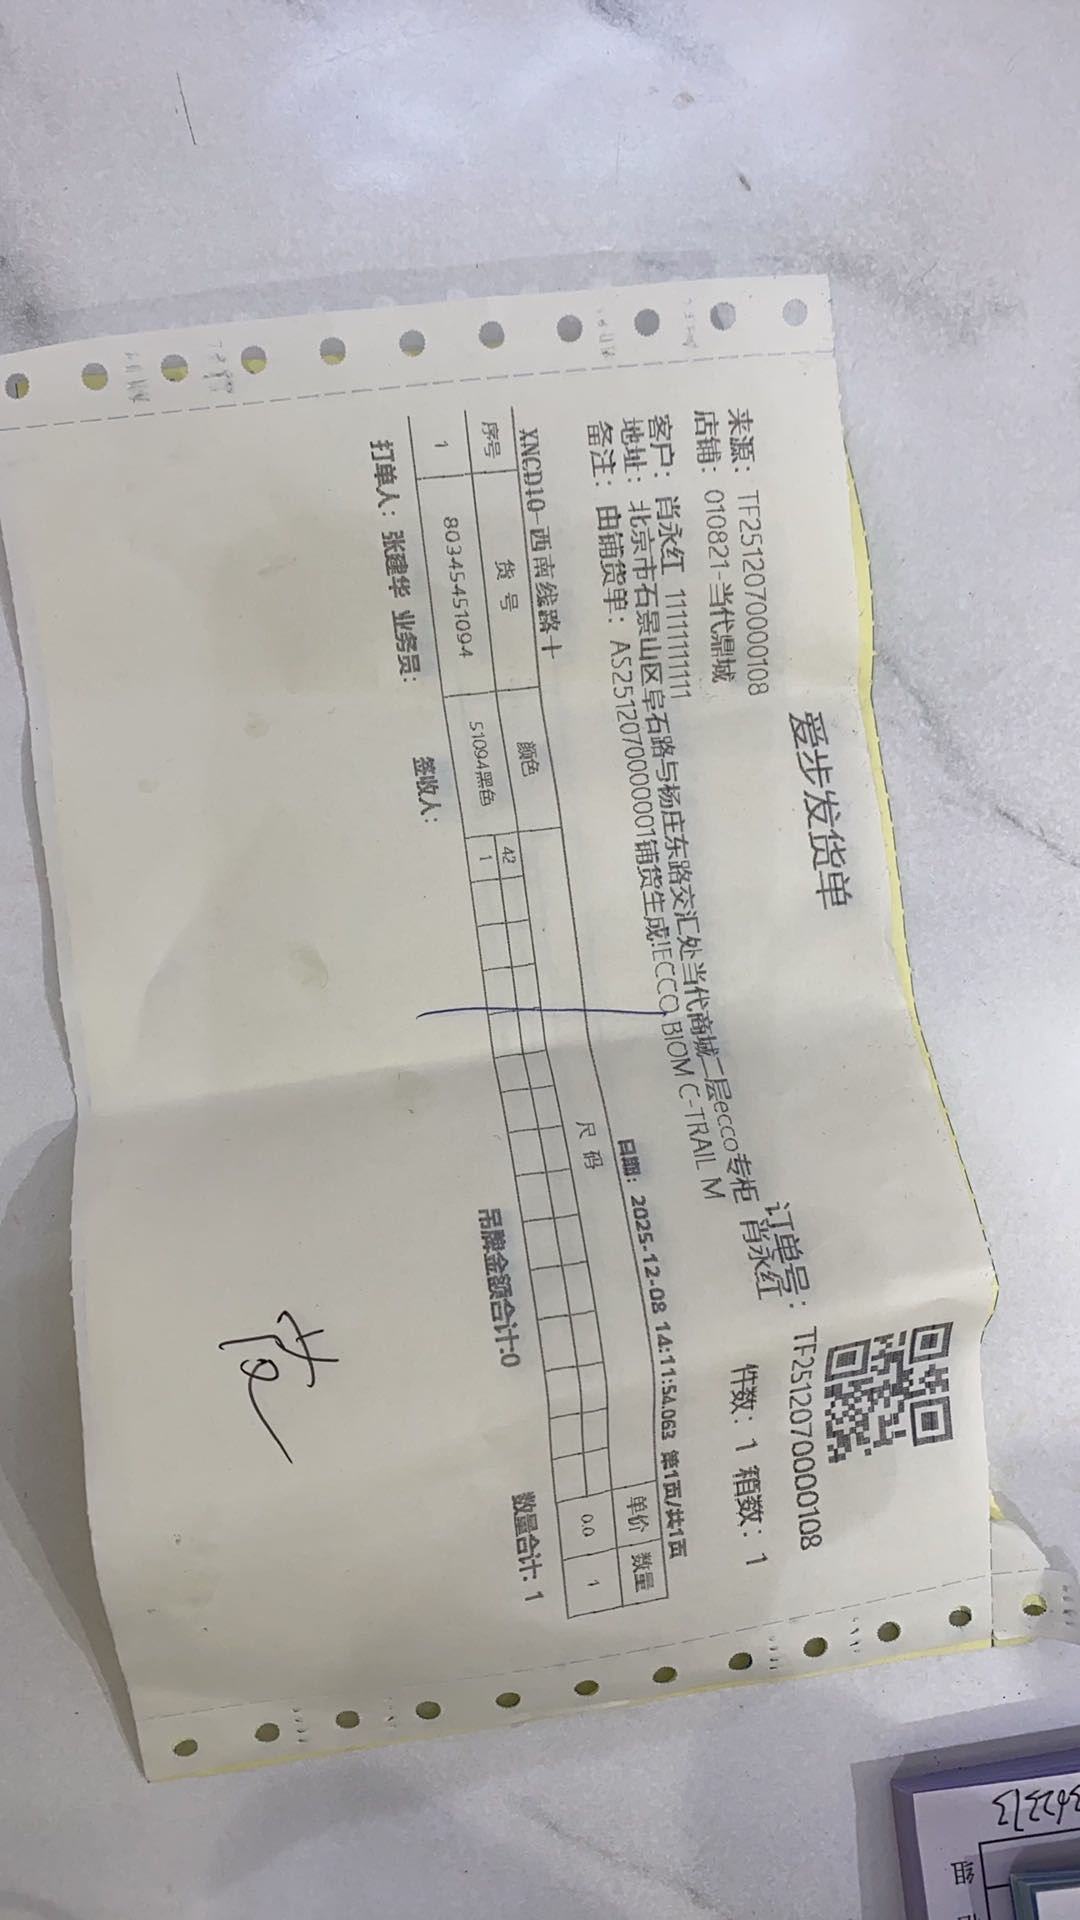 爱步发货单
来源：TF2512070000108
订单号：TF2512070000108
店铺：010821-当代鼎城
件数：1 稍数：1
客户：肖永红 11111111111
地址：北京市石景山区阜石路与杨庄东路交汇处当代商城二层ecco专柜 肖永红
备注：由铺货单：AS2512070000001铺货生成!ECCO BIOM C-TRAIL M
XNCD10-西南线路十
日期：2025-12-08 14:11:54.063 第1页/共1页
序号 货号 颜色 尺码 单价 数量
42
1 80345451094 51094黑色 1 0.0 1
打单人：张建华 业务员： 签收人： 吊牌金额合计:0 数量合计: 1
组